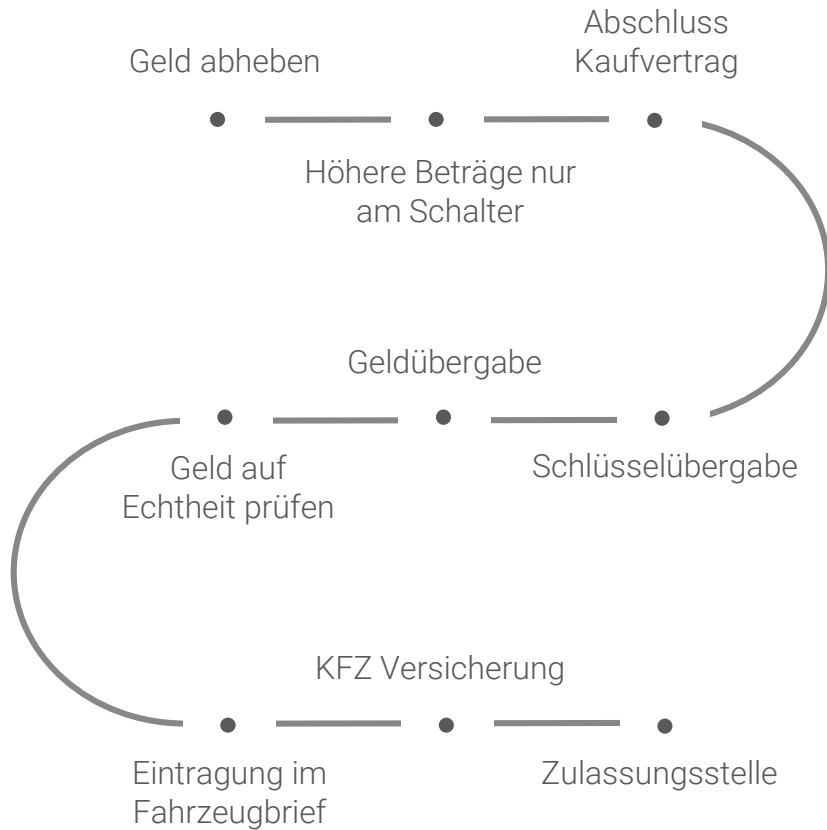 Geld abheben
Höhere Beträge nur
am Schalter
Abschluss
Kaufvertrag
Schlüsselübergabe
Geldübergabe
Geld auf
Echtheit prüfen
Eintragung im
Fahrzeugbrief
KFZ Versicherung
Zulassungsstelle